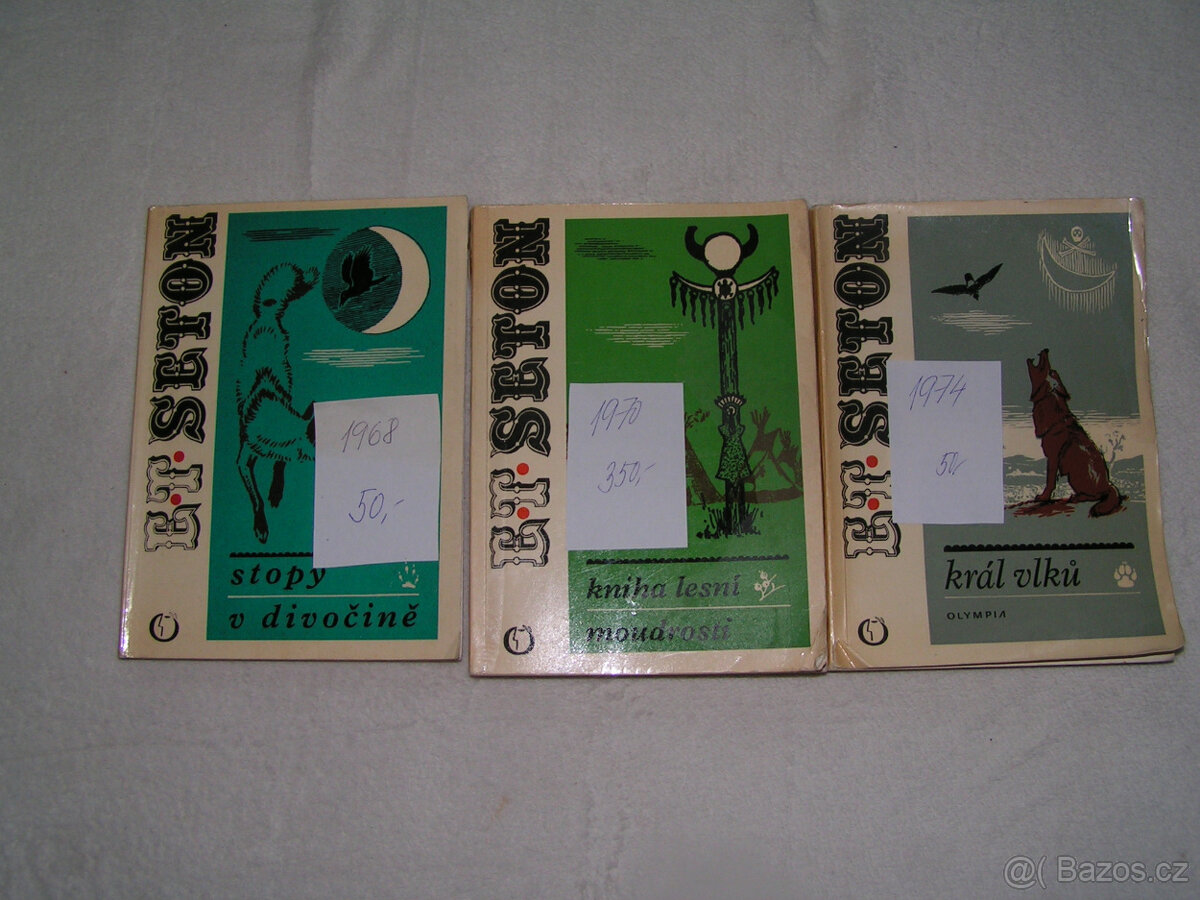 E.T. SETON
1968
50,-
stopy
v divočině
E.T. SETON
1970
350,-
kniha lesní
moudrosti
E.T. SETON
1974
50,-
král vlků
OLYMPIA
@( Bazos.cz